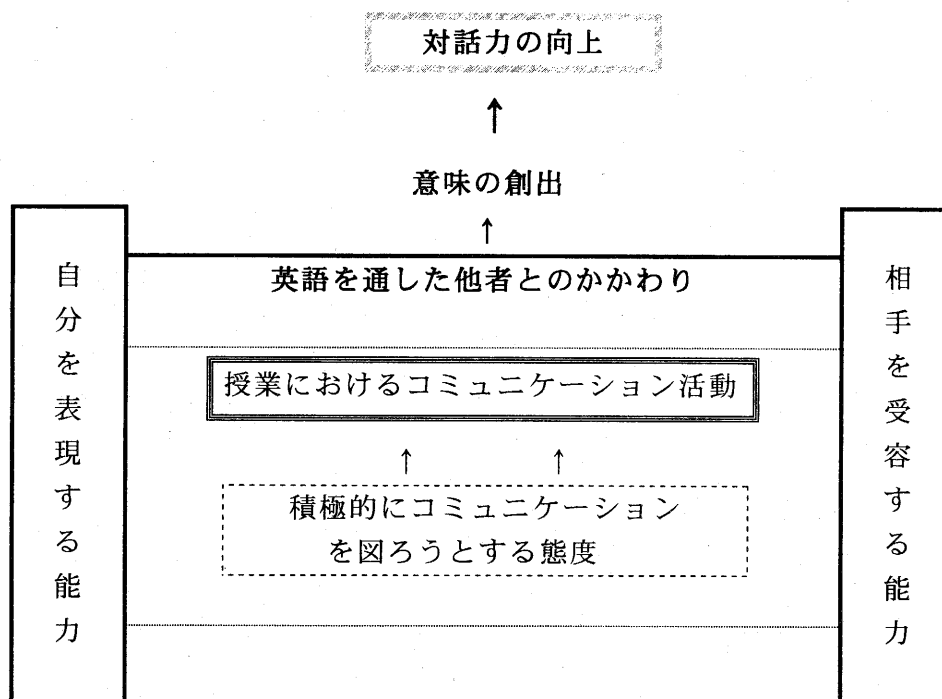 対話力の向上
↑
意味の創出
↑
英語を通した他者とのかかわり
自分を表現する能力
授業におけるコミュニケーション活動
↑ ↑
積極的にコミュニケーション
を図ろうとする態度
相手を受容する能力